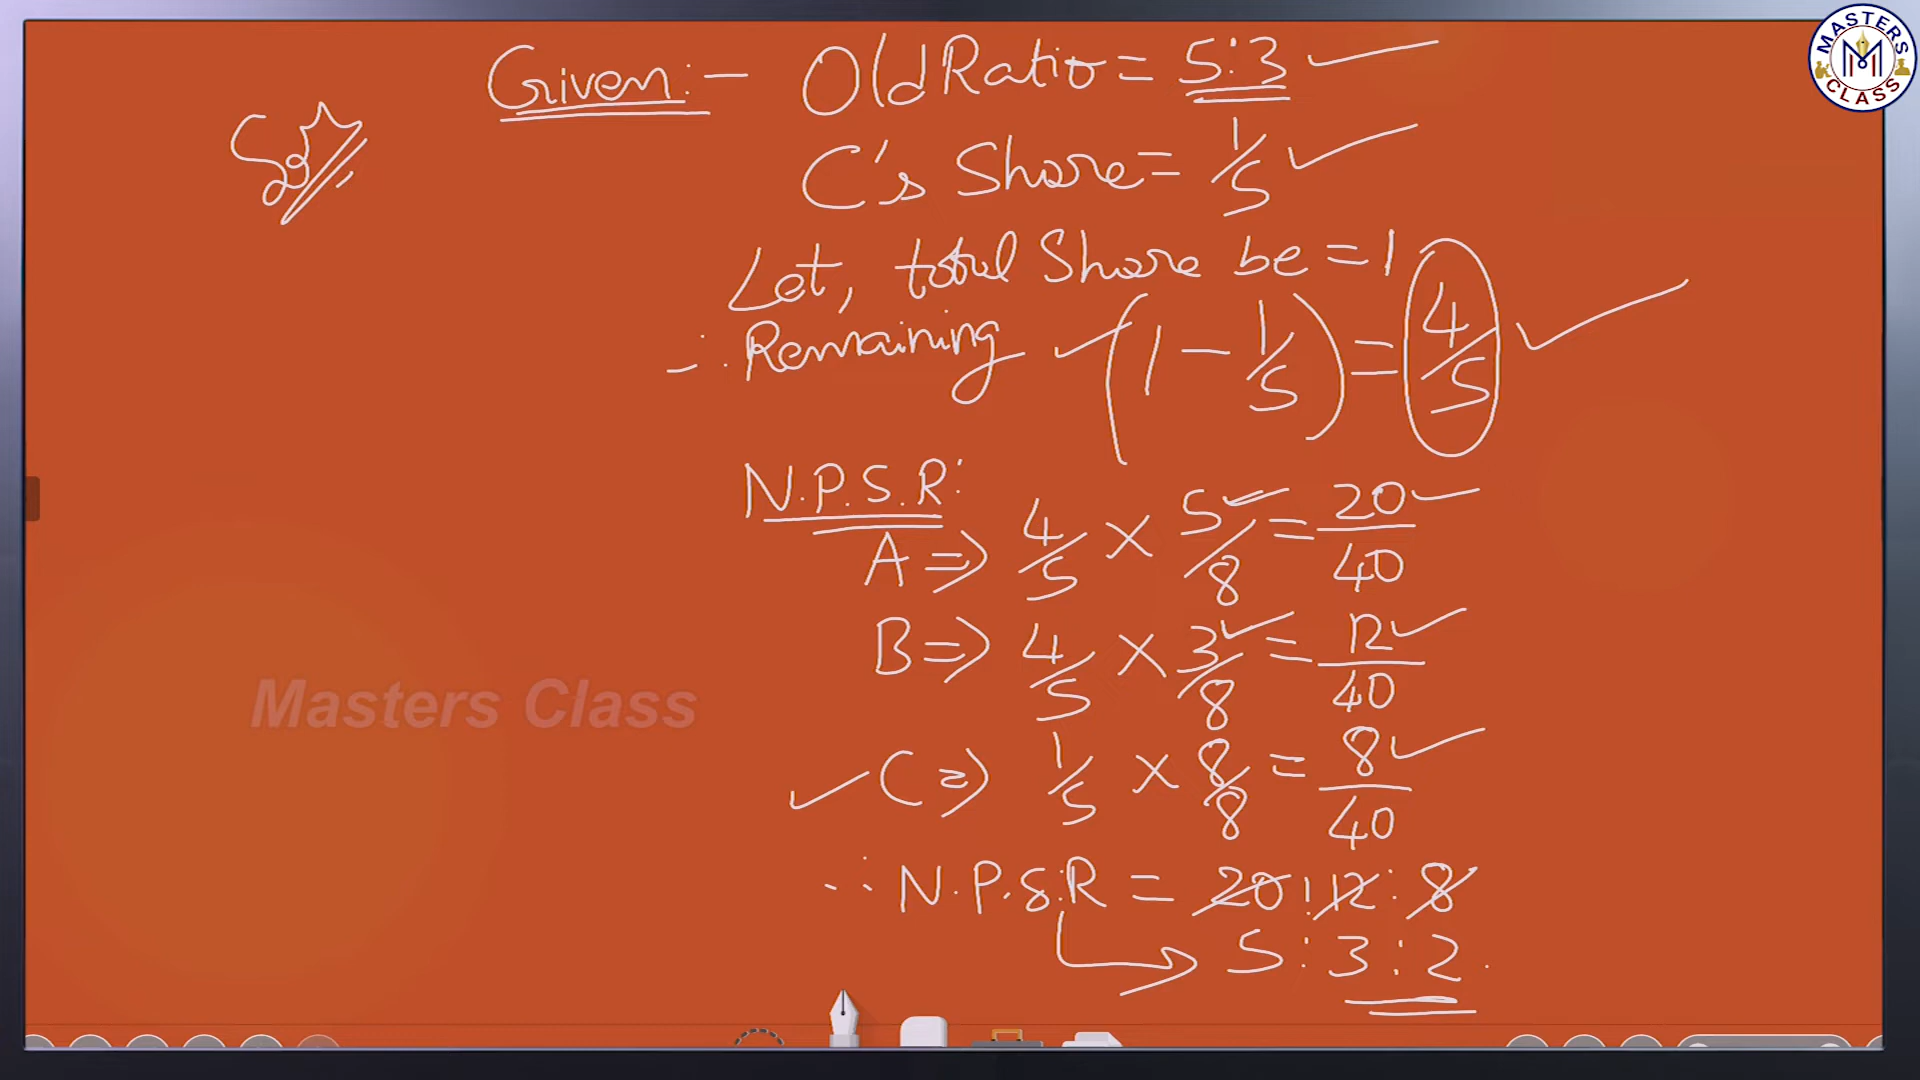 MASTERS CLASS
Given:- Old Ratio = 5:3
Sol
C's Share = 1/5
Let, total Share be = 1
∴ Remaining (1 - 1/5) = 4/5
N.P.S.R:
A ⇒ 4/5 × 5/8 = 20/40
B ⇒ 4/5 × 3/8 = 12/40
Masters Class
C ⇒ 1/5 × 8/8 = 8/40
∴ N.P.S.R = 20:12:8
5:3:2.